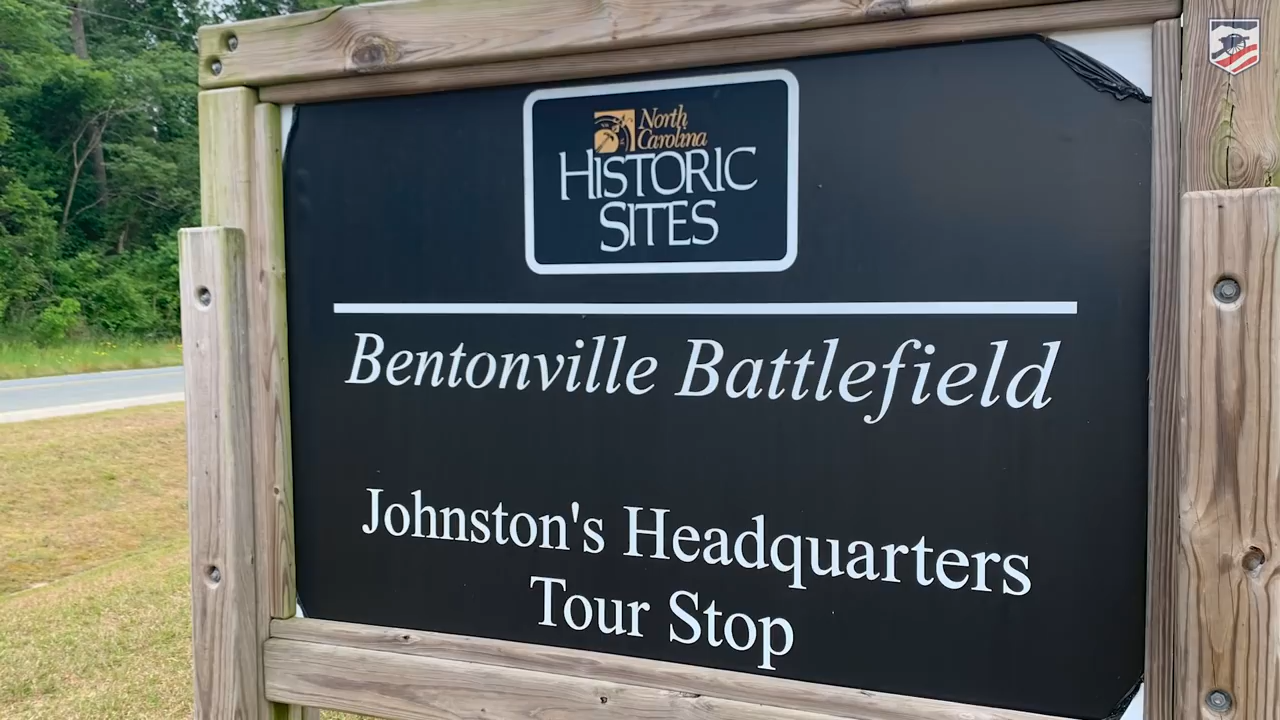 North
Carolina
HISTORIC
SITES
Bentonville Battlefield
Johnston's Headquarters
Tour Stop